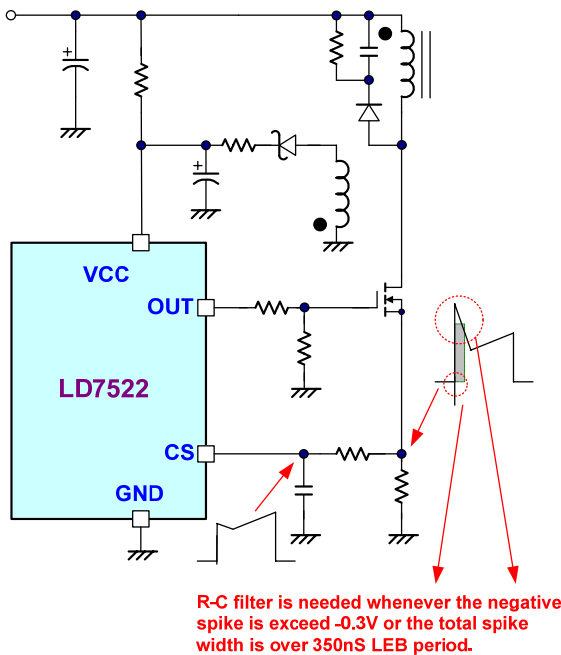 +
+
VCC
OUT
LD7522
CS
GND
R-C filter is needed whenever the negative
spike is exceed -0.3V or the total spike
width is over 350nS LEB period.